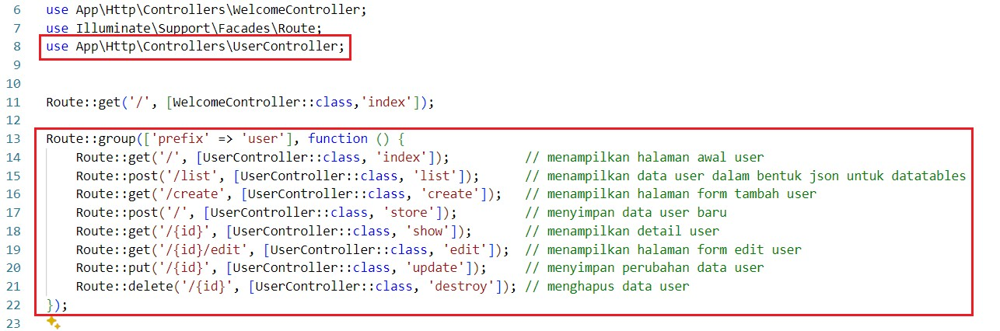 6 use App\Http\Controllers\WelcomeController;
7 use Illuminate\Support\Facades\Route;
8 use App\Http\Controllers\UserController;
9
10
11 Route::get('/', [WelcomeController::class,'index']);
12
13 Route::group(['prefix' => 'user'], function () {
14     Route::get('/', [UserController::class, 'index']);          // menampilkan halaman awal user
15     Route::post('/list', [UserController::class, 'list']);      // menampilkan data user dalam bentuk json untuk datatables
16     Route::get('/create', [UserController::class, 'create']);   // menampilkan halaman form tambah user
17     Route::post('/', [UserController::class, 'store']);         // menyimpan data user baru
18     Route::get('/{id}', [UserController::class, 'show']);       // menampilkan detail user
19     Route::get('/{id}/edit', [UserController::class, 'edit']);  // menampilkan halaman form edit user
20     Route::put('/{id}', [UserController::class, 'update']);     // menyimpan perubahan data user
21     Route::delete('/{id}', [UserController::class, 'destroy']); // menghapus data user
22 });
23